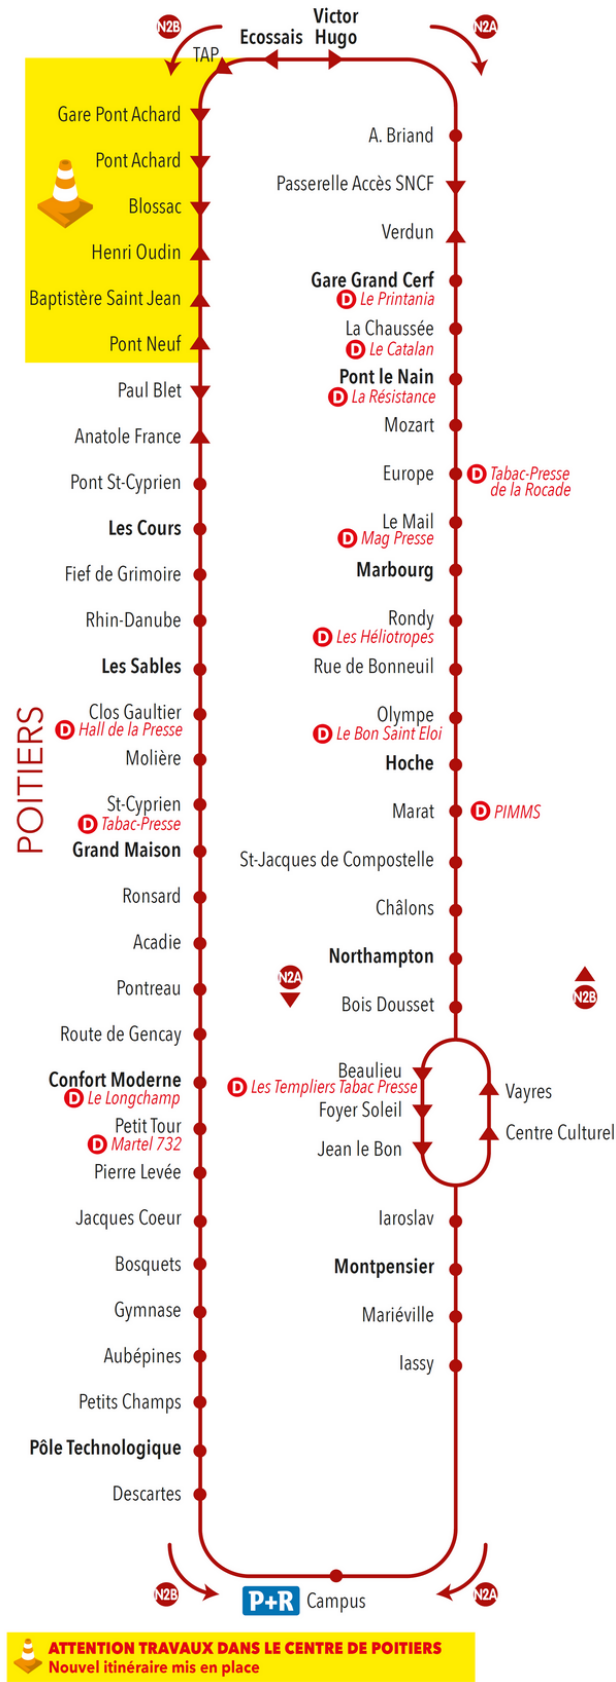 N2B
Victor
Hugo
Ecossais
N2A
TAP
Gare Pont Achard
Pont Achard
Blossac
Henri Oudin
Baptistère Saint Jean
Pont Neuf
Paul Blet
Anatole France
Pont St-Cyprien
Les Cours
Fief de Grimoire
Rhin-Danube
Les Sables
Clos Gaultier
D Hall de la Presse
Molière
St-Cyprien
D Tabac-Presse
Grand Maison
Ronsard
Acadie
Pontreau
Route de Gencay
Confort Moderne
D Le Longchamp
Petit Tour
D Martel 732
Pierre Levée
Jacques Coeur
Bosquets
Gymnase
Aubépines
Petits Champs
Pôle Technologique
Descartes
POITIERS
A. Briand
Passerelle Accès SNCF
Verdun
Gare Grand Cerf
D Le Printania
La Chaussée
D Le Catalan
Pont le Nain
D La Résistance
Mozart
Europe
D Tabac-Presse
de la Rocade
Le Mail
D Mag Presse
Marbourg
Rondy
D Les Héliotropes
Rue de Bonneuil
Olympe
D Le Bon Saint Eloi
Hoche
Marat
D PIMMS
St-Jacques de Compostelle
Châlons
Northampton
N2A
N2B
Bois Dousset
Beaulieu
D Les Templiers Tabac Presse
Foyer Soleil
Jean le Bon
Vayres
Centre Culturel
Iaroslav
Montpensier
Mariéville
Iassy
N2B
P+R Campus
N2A
ATTENTION TRAVAUX DANS LE CENTRE DE POITIERS
Nouvel itinéraire mis en place